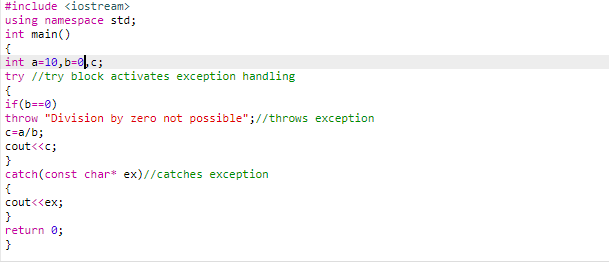 #include <iostream>
using namespace std;
int main()
{
int a=10,b=0,c;
try //try block activates exception handling
{
if(b==0)
throw "Division by zero not possible";//throws exception
c=a/b;
cout<<c;
}
catch(const char* ex)//catches exception
{
cout<<ex;
}
return 0;
}